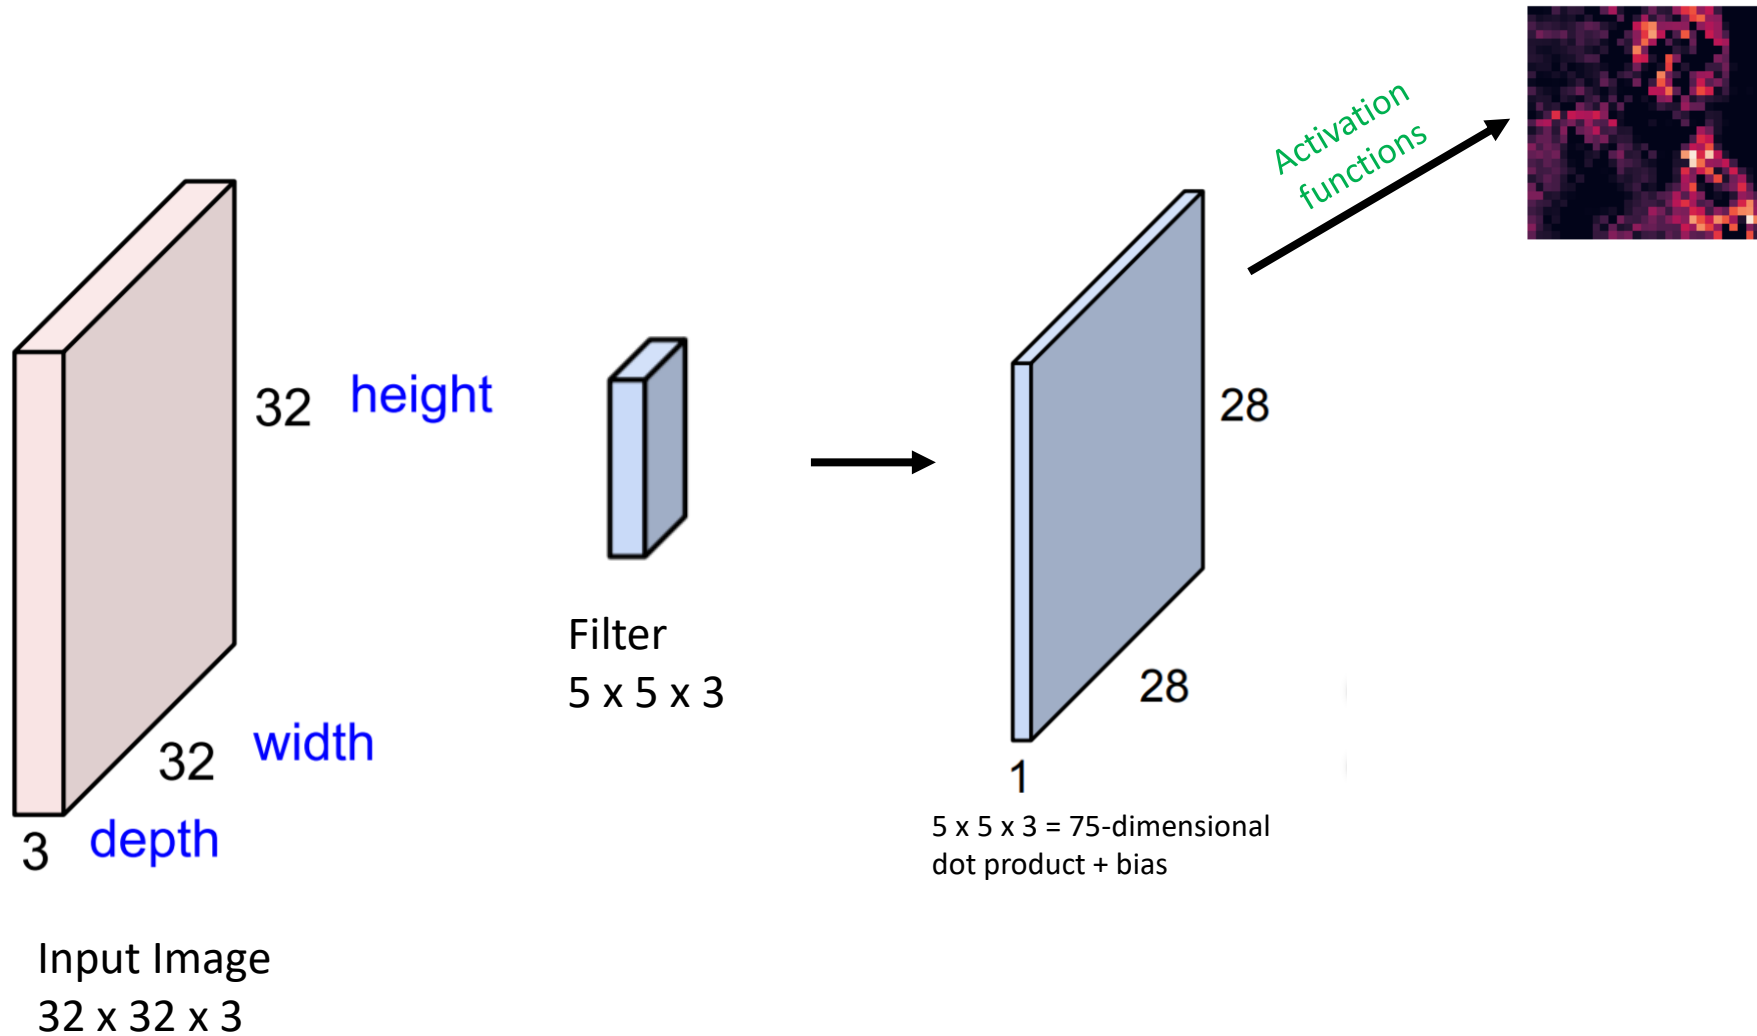 32 height
32 width
3 depth
Input Image
32 x 32 x 3
Filter
5 x 5 x 3
28
28
1
5 x 5 x 3 = 75-dimensional
dot product + bias
Activation
functions